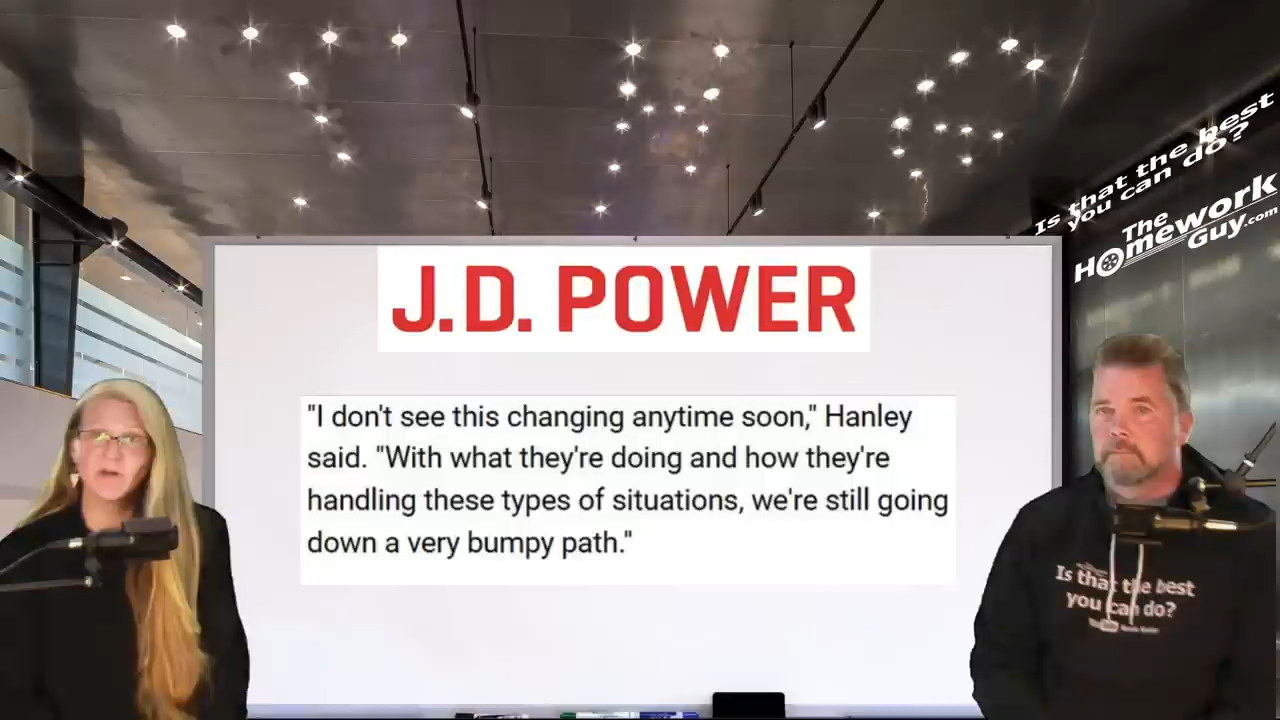 Is that the best
you can do?
The
Homework
Guy.com
J.D. POWER
"I don't see this changing anytime soon," Hanley
said. "With what they're doing and how they're
handling these types of situations, we're still going
down a very bumpy path."
Is that the best
you can do?